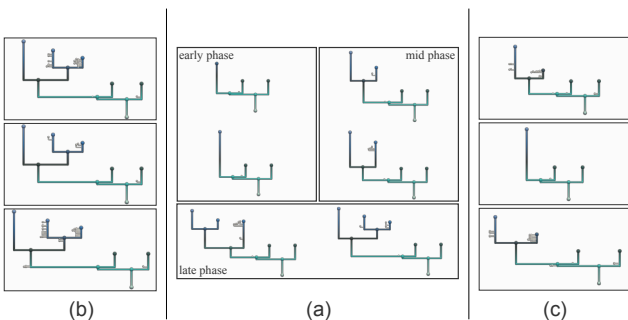 early phase
mid phase
late phase
(b)
(a)
(c)